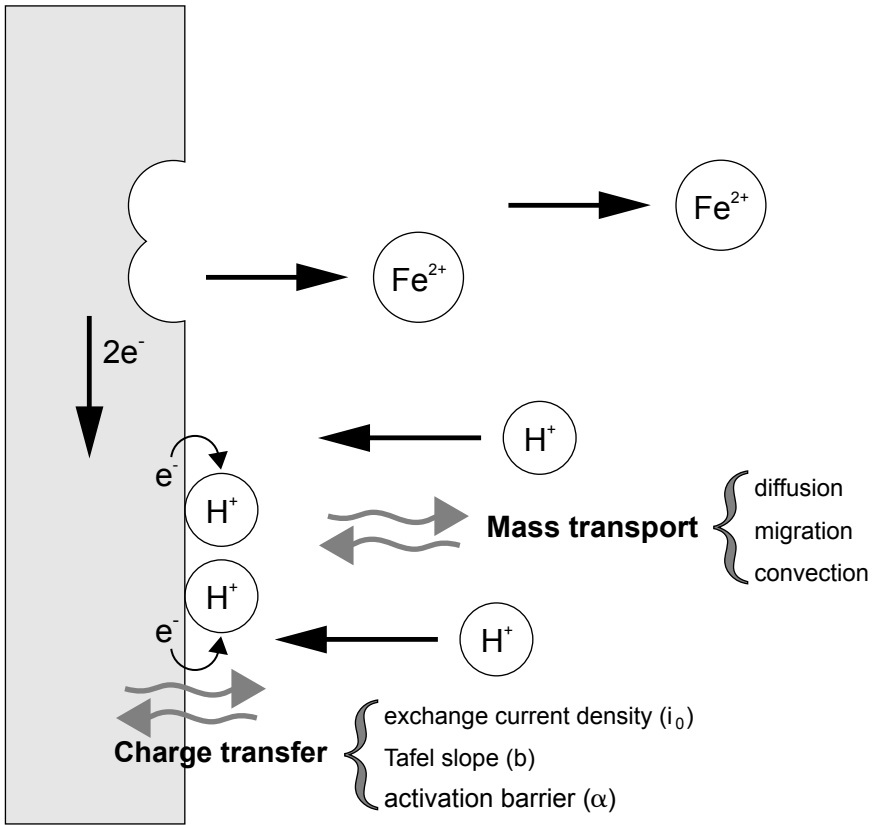 Fe²⁺
Fe²⁺
2e⁻
H⁺
e⁻
H⁺
diffusion
Mass transport
migration
convection
H⁺
e⁻
H⁺
exchange current density (i₀)
Charge transfer
Tafel slope (b)
activation barrier (α)